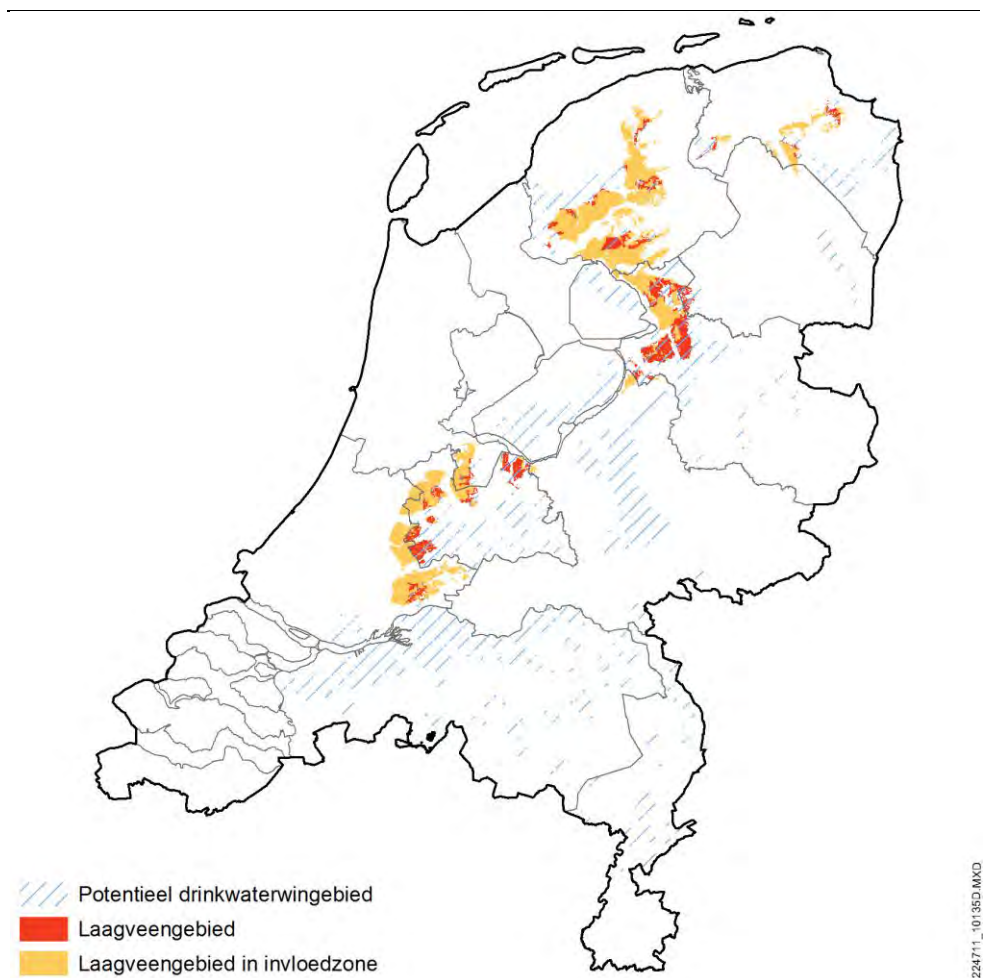 Potentieel drinkwaterwingebied
Laagveengebied
Laagveengebied in invloedzone
224711_10135D.MXD